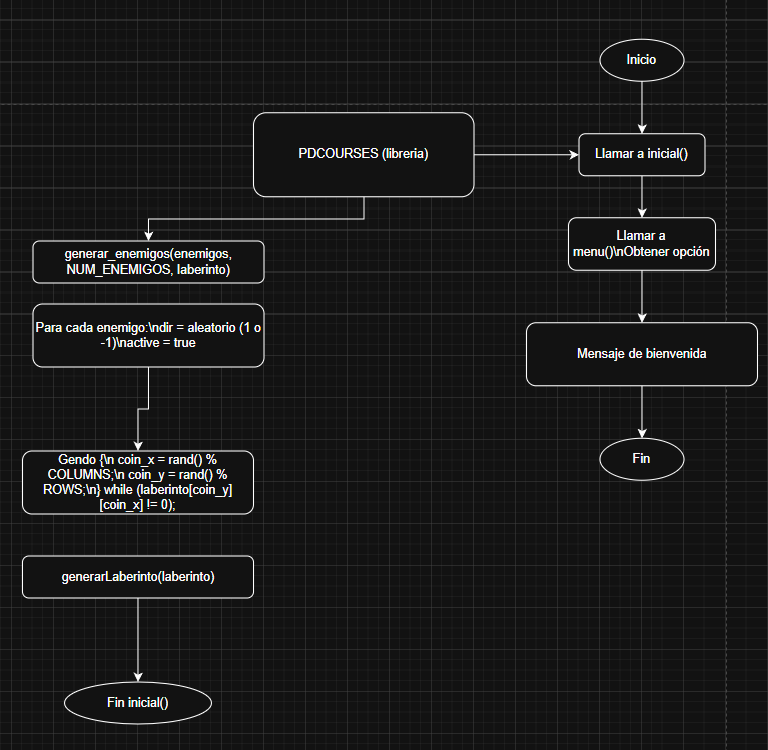 Inicio
PDCOURSES (libreria)
Llamar a inicial()
Llamar a
menu()\nObtener opción
generar_enemigos(enemigos,
NUM_ENEMIGOS, laberinto)
Para cada enemigo:\ndir = aleatorio (1 o
-1)\nactive = true
Mensaje de bienvenida
Gendo {\n coin_x = rand() %
COLUMNS;\n coin_y = rand() %
ROWS;\n} while (laberinto[coin_y]
[coin_x] != 0);
Fin
generarLaberinto(laberinto)
Fin inicial()